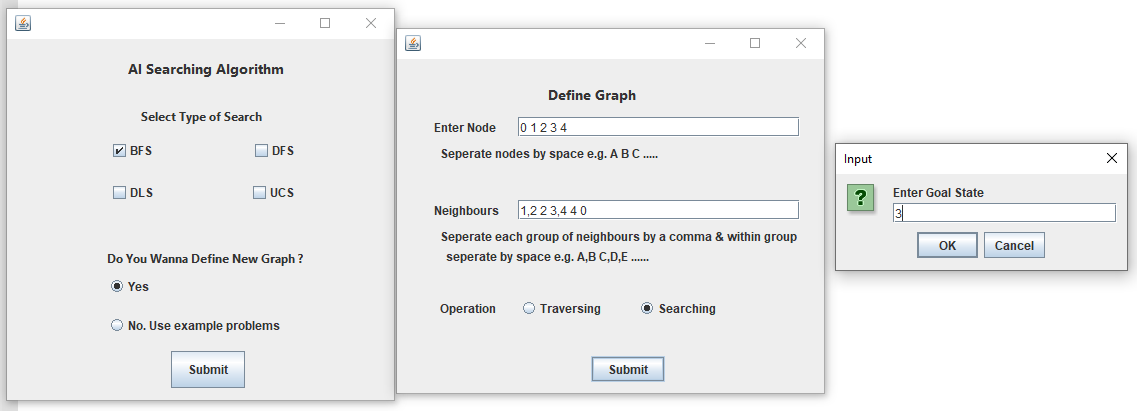 AI Searching Algorithm
Select Type of Search
BFS
DFS
DLS
UCS
Do You Wanna Define New Graph ?
Yes
No. Use example problems
Submit
Define Graph
Enter Node 0 1 2 3 4
Seperate nodes by space e.g. A B C .....
Neighbours 1,2 2 3,4 4 0
Seperate each group of neighbours by a comma & within group
seperate by space e.g. A,B C,D,E ......
Operation Traversing Searching
Submit
Input
?
Enter Goal State
3
OK Cancel